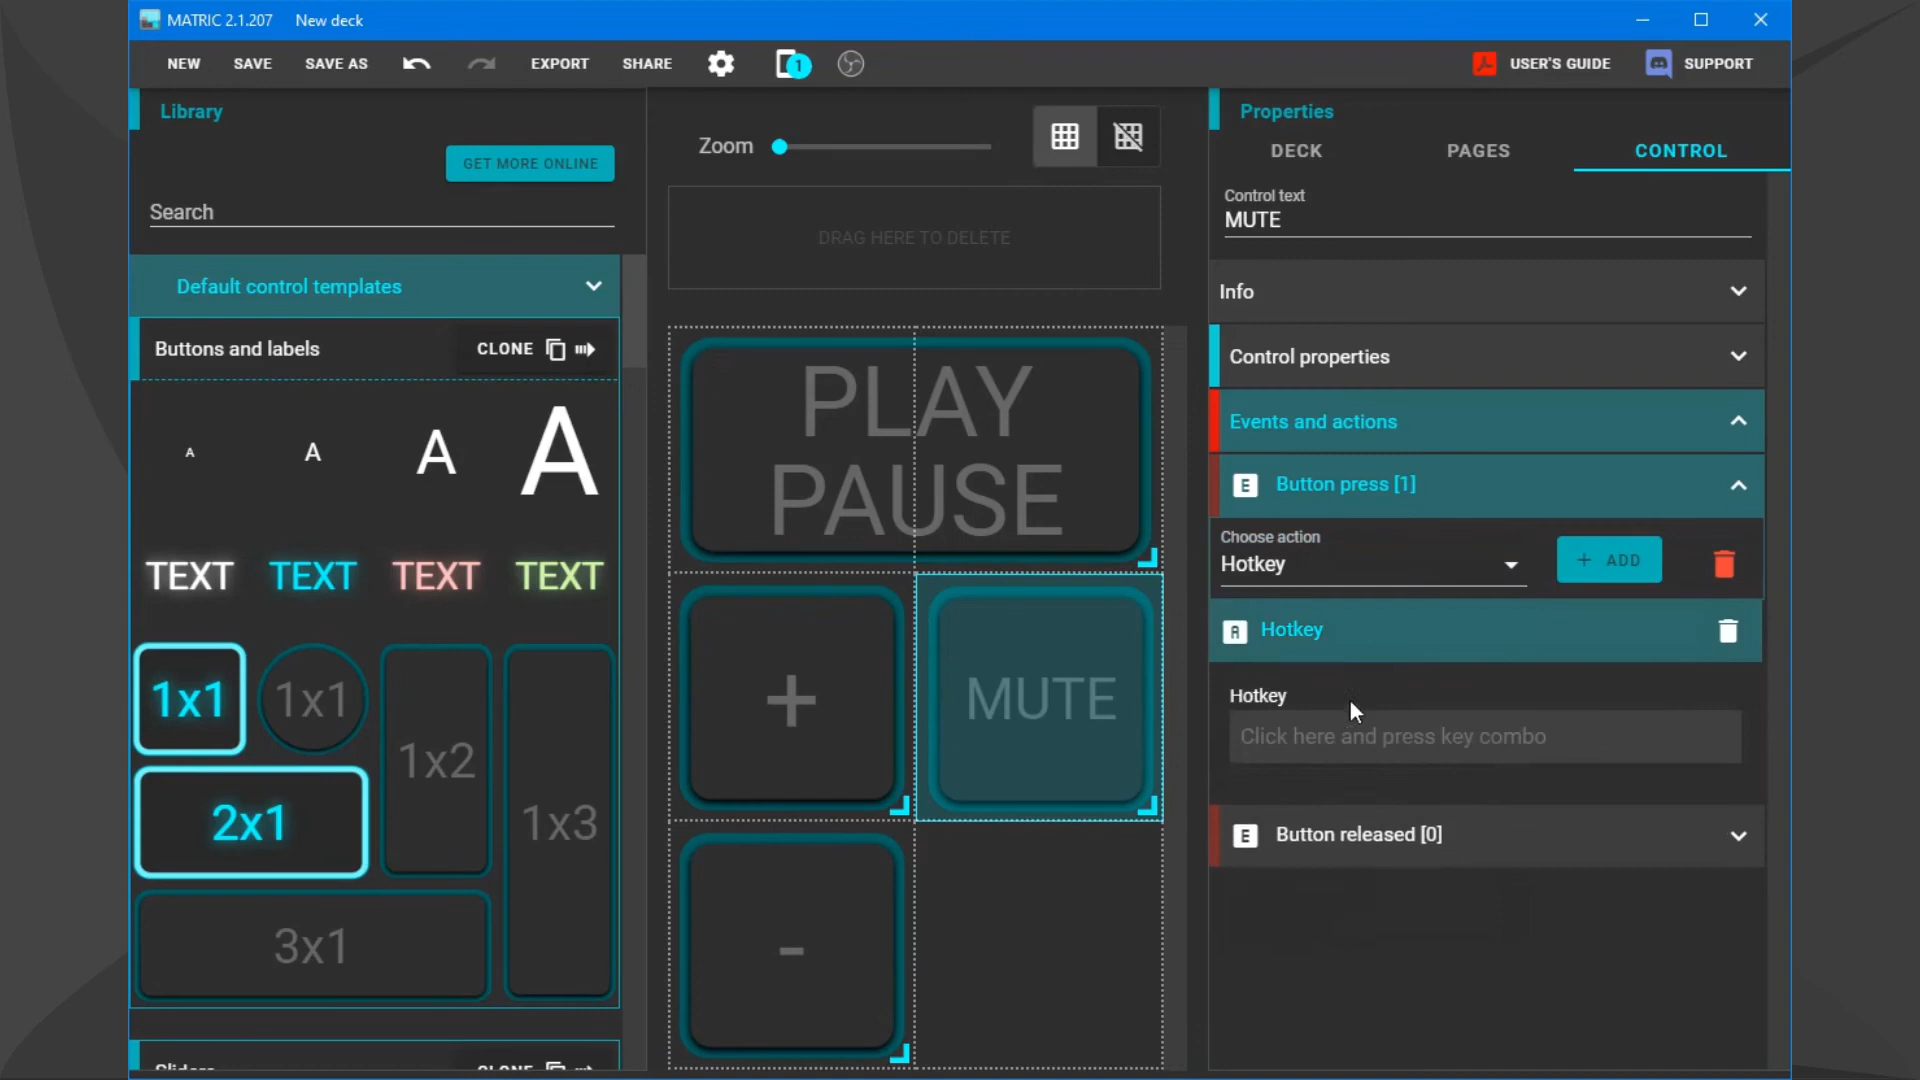 MATRIC 2.1.207 New deck
NEW SAVE SAVE AS EXPORT SHARE 1 USER'S GUIDE SUPPORT
Library
GET MORE ONLINE
Search
Default control templates
Buttons and labels CLONE
A A A A
TEXT TEXT TEXT TEXT
1x1 1x1 1x2 1x3
2x1
3x1
Sliders CLONE
Zoom
DRAG HERE TO DELETE
PLAY
PAUSE
+ MUTE
-
Properties
DECK PAGES CONTROL
Control text
MUTE
Info
Control properties
Events and actions
E Button press [1]
Choose action
Hotkey + ADD
A Hotkey
Hotkey
Click here and press key combo
E Button released [0]